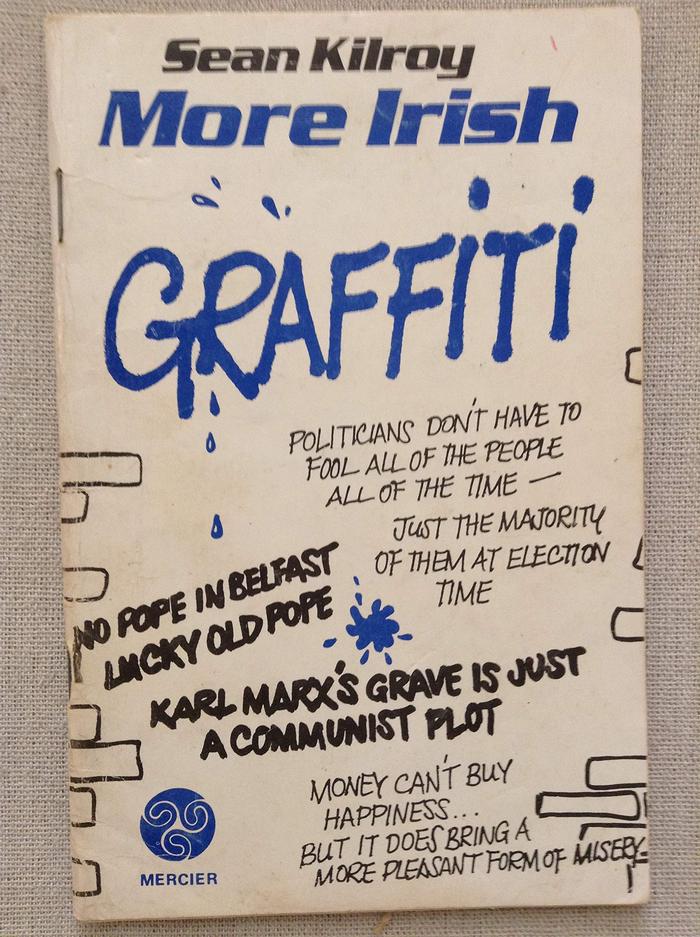 Sean Kilroy
More Irish
GRAFFITI
POLITICIANS DON'T HAVE TO
FOOL ALL OF THE PEOPLE
ALL OF THE TIME —
JUST THE MAJORITY
OF THEM AT ELECTION
TIME
NO POPE IN BELFAST
LUCKY OLD POPE
KARL MARX'S GRAVE IS JUST
A COMMUNIST PLOT
MONEY CAN'T BUY
HAPPINESS...
BUT IT DOES BRING A
MORE PLEASANT FORM OF MISERY
MERCIER